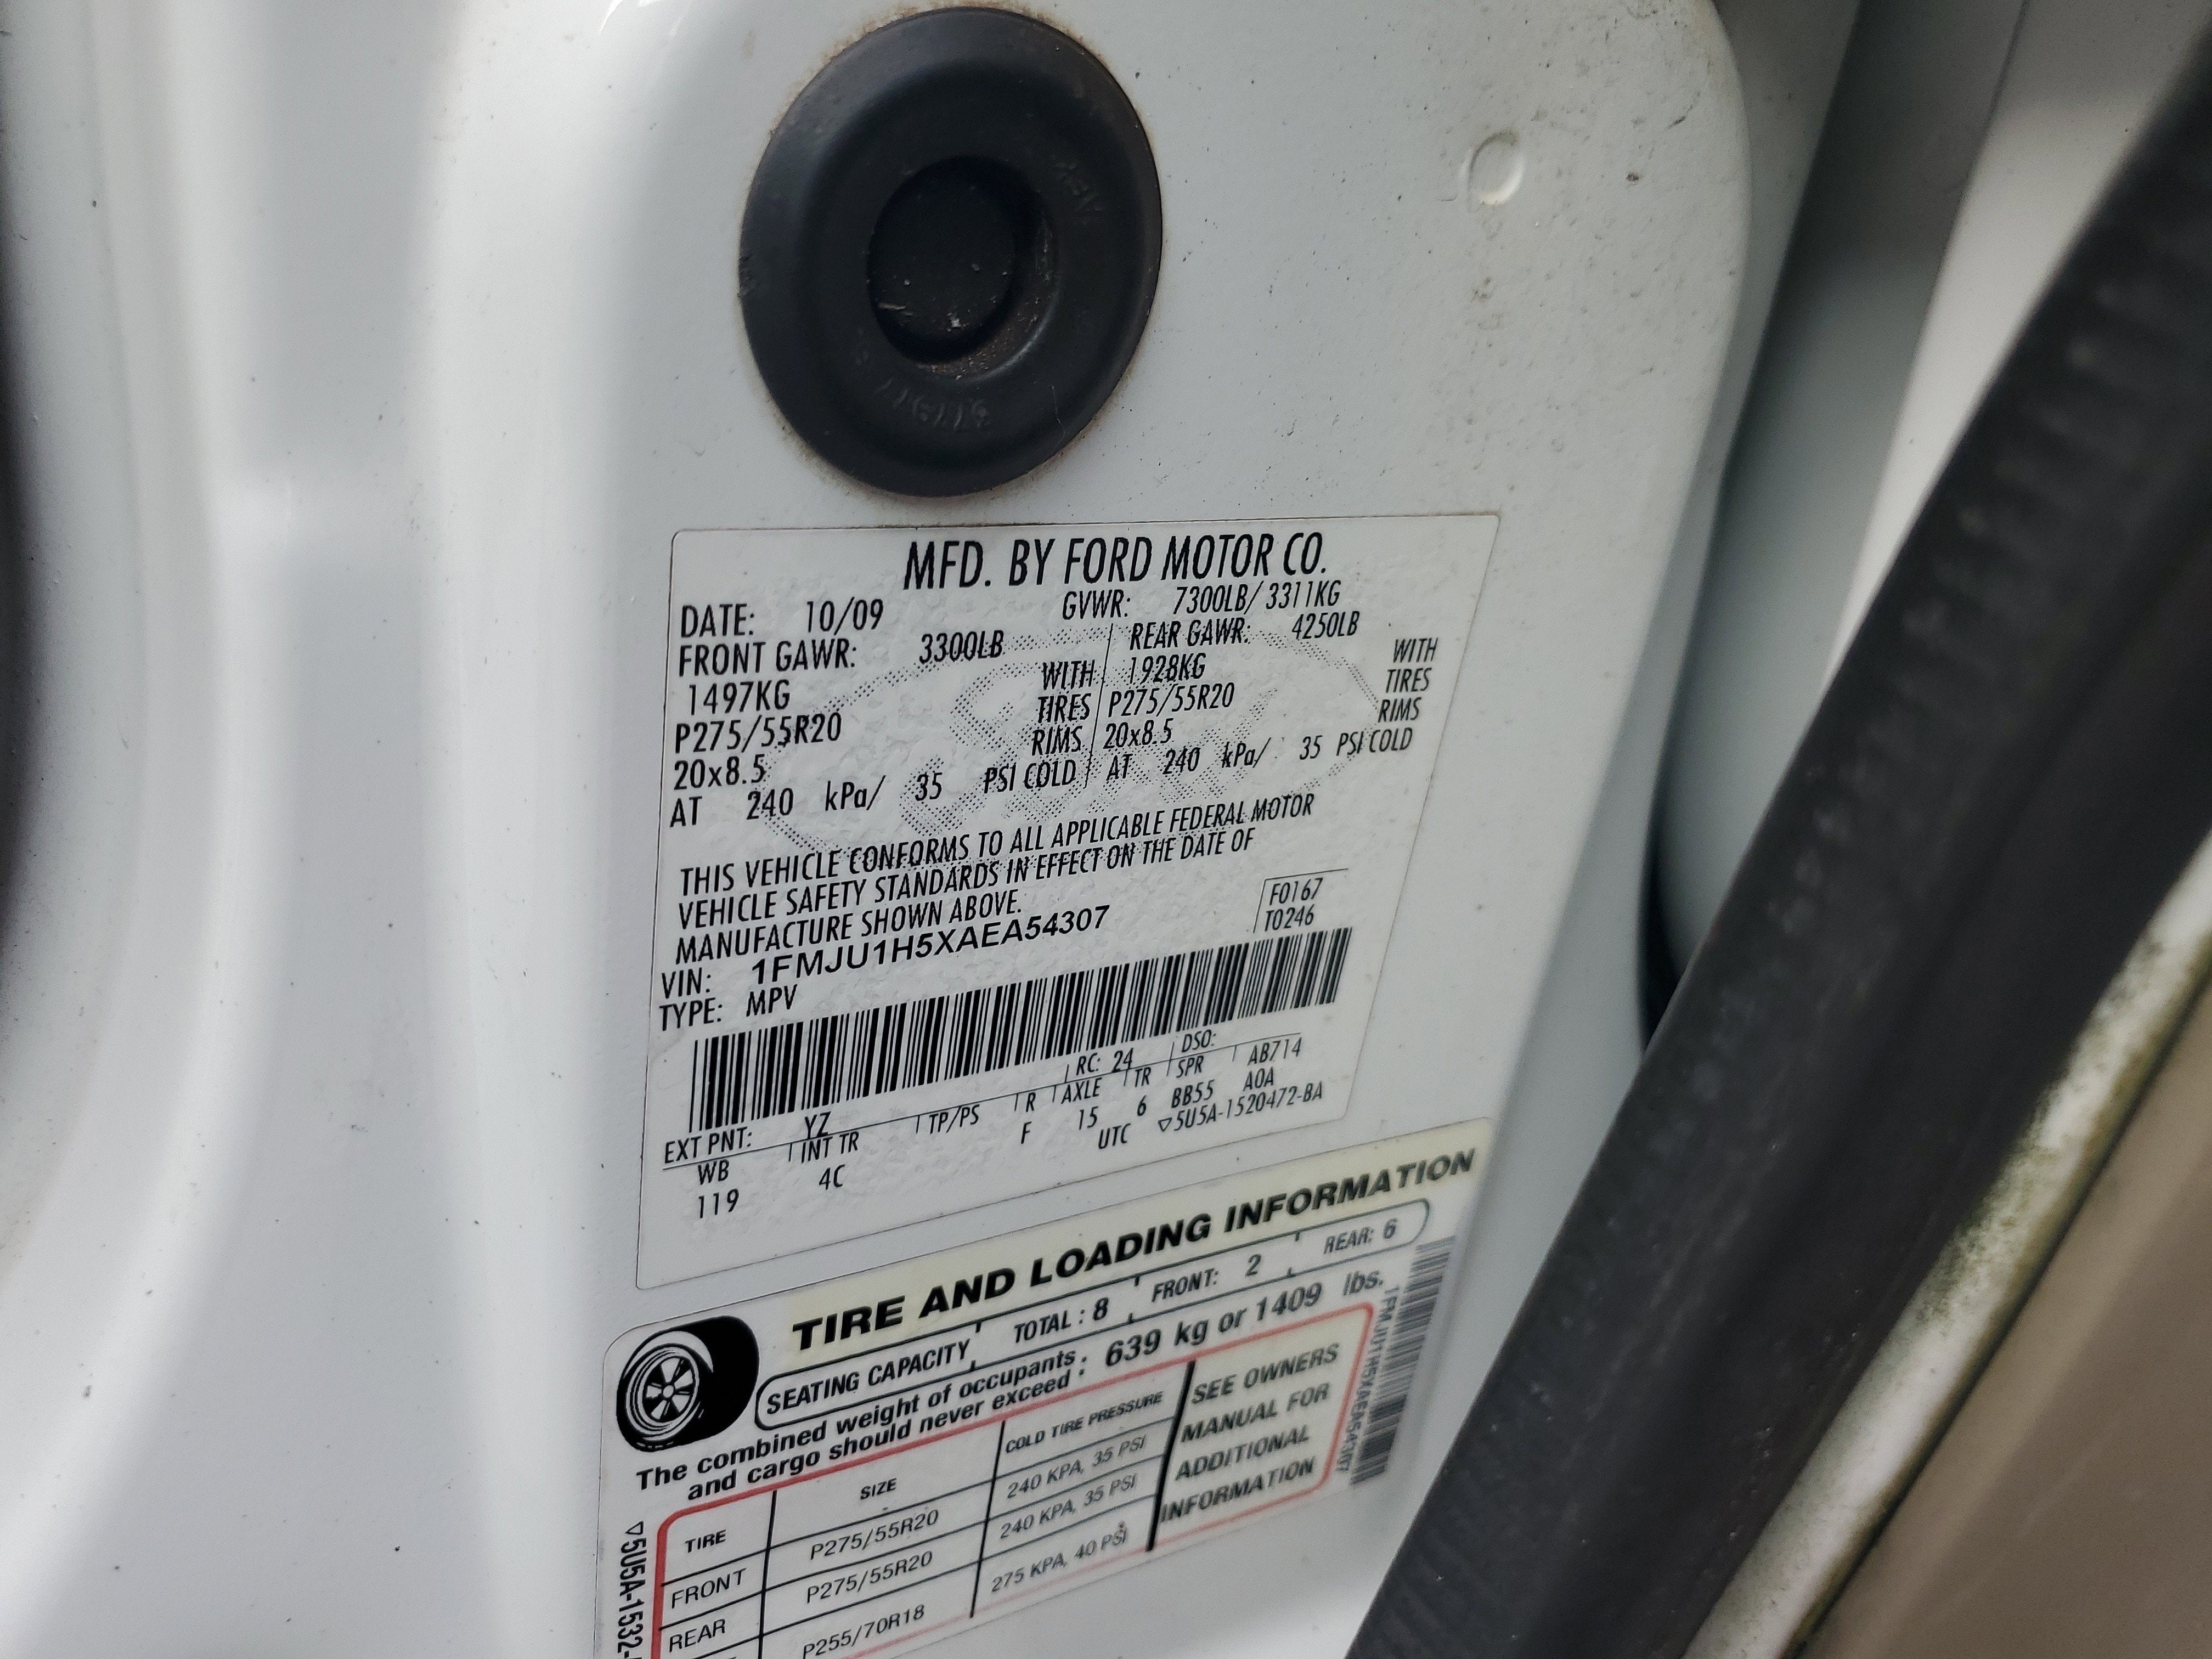 MFD. BY FORD MOTOR CO.
DATE: 10/09 GVWR: 7300LB/ 3311KG
FRONT GAWR: 3300LB REAR GAWR: 4250LB
1497KG WITH 1928KG WITH
P275/55R20 TIRES P275/55R20 TIRES
20x8.5 RIMS 20x8.5 RIMS
AT 240 kPa/ 35 PSI COLD AT 240 kPa/ 35 PSI COLD
THIS VEHICLE CONFORMS TO ALL APPLICABLE FEDERAL MOTOR
VEHICLE SAFETY STANDARDS IN EFFECT ON THE DATE OF
MANUFACTURE SHOWN ABOVE.
F0167
VIN: 1FMJU1H5XAEA54307 T0246
TYPE: MPV
EXT PNT: YZ RC: 24 DSO:
WB INT TR TP/PS R AXLE TR SPR AB714
119 4C F 15 6 BB55 A0A
UTC ▽5U5A-1520472-BA
TIRE AND LOADING INFORMATION
SEATING CAPACITY TOTAL : 8 FRONT: 2 REAR: 6
The combined weight of occupants
and cargo should never exceed : 639 kg or 1409 lbs.
TIRE SIZE COLD TIRE PRESSURE
FRONT P275/55R20 240 KPA, 35 PSI
REAR P275/55R20 240 KPA, 35 PSI
P255/70R18 275 KPA, 40 PSI
SEE OWNERS
MANUAL FOR
ADDITIONAL
INFORMATION
1FMJU1H5XAEA54307
▽5U5A-1532-